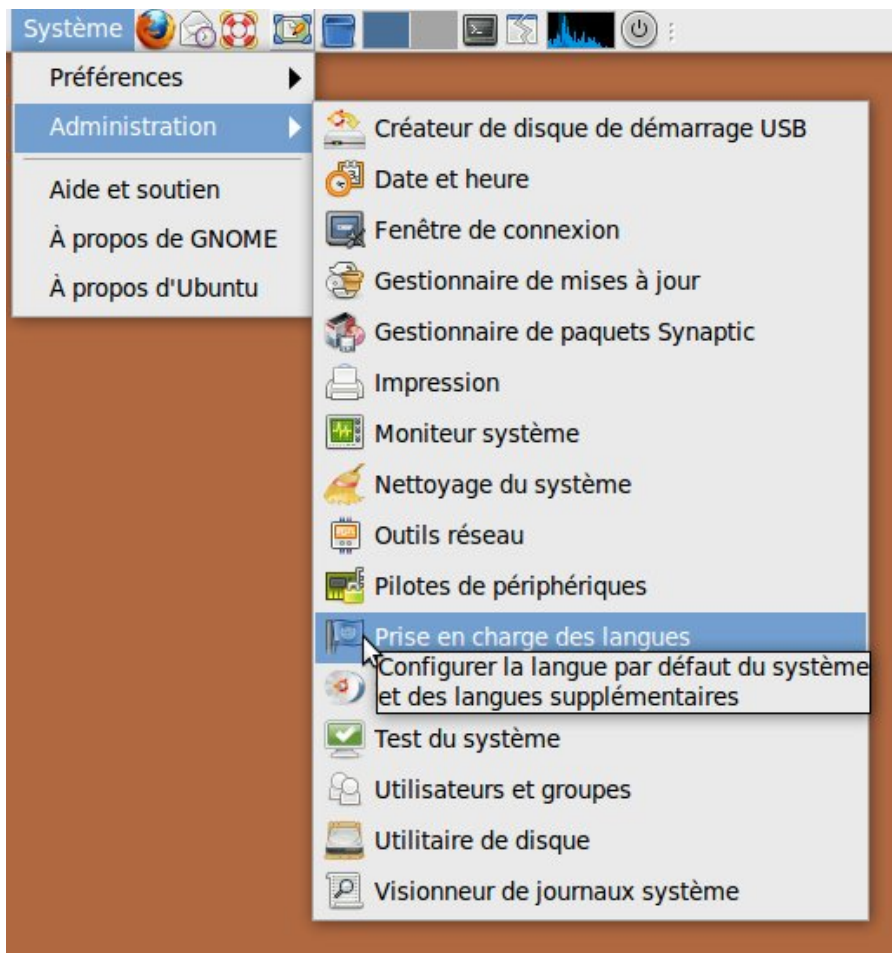 Système
Préférences
Administration
Aide et soutien
À propos de GNOME
À propos d'Ubuntu
Créateur de disque de démarrage USB
Date et heure
Fenêtre de connexion
Gestionnaire de mises à jour
Gestionnaire de paquets Synaptic
Impression
Moniteur système
Nettoyage du système
Outils réseau
Pilotes de périphériques
Prise en charge des langues
Configurer la langue par défaut du système
et des langues supplémentaires
Test du système
Utilisateurs et groupes
Utilitaire de disque
Visionneur de journaux système